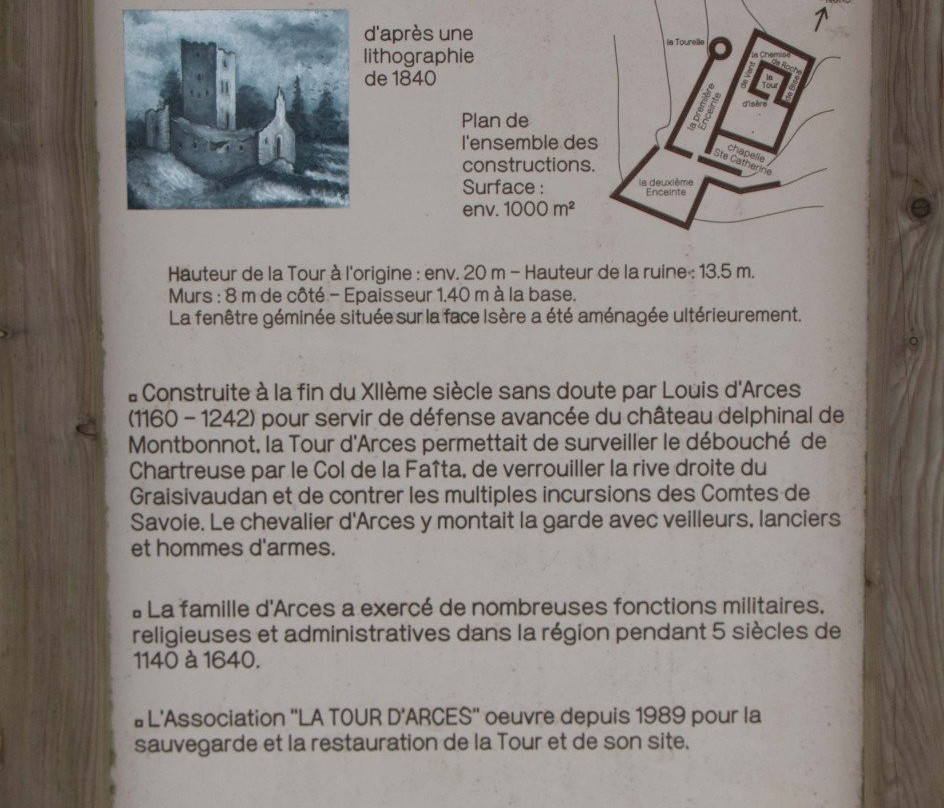 d'après une
lithographie
de 1840
Plan de
l'ensemble des
constructions.
Surface :
env. 1000 m²
la Tourelle
la première
Enceinte
la Chemise
de Vent
de Roche
la
Tour
d'Isère
de Bise
chapelle
Ste Catherine
la deuxième
Enceinte
Hauteur de la Tour à l'origine : env. 20 m – Hauteur de la ruine : 13.5 m.
Murs : 8 m de côté – Epaisseur 1.40 m à la base.
La fenêtre géminée située sur la face Isère a été aménagée ultérieurement.
▫ Construite à la fin du XIIème siècle sans doute par Louis d'Arces
(1160 – 1242) pour servir de défense avancée du château delphinal de
Montbonnot, la Tour d'Arces permettait de surveiller le débouché de
Chartreuse par le Col de la Faîta, de verrouiller la rive droite du
Graisivaudan et de contrer les multiples incursions des Comtes de
Savoie. Le chevalier d'Arces y montait la garde avec veilleurs, lanciers
et hommes d'armes.
▫ La famille d'Arces a exercé de nombreuses fonctions militaires,
religieuses et administratives dans la région pendant 5 siècles de
1140 à 1640.
▫ L'Association "LA TOUR D'ARCES" oeuvre depuis 1989 pour la
sauvegarde et la restauration de la Tour et de son site.